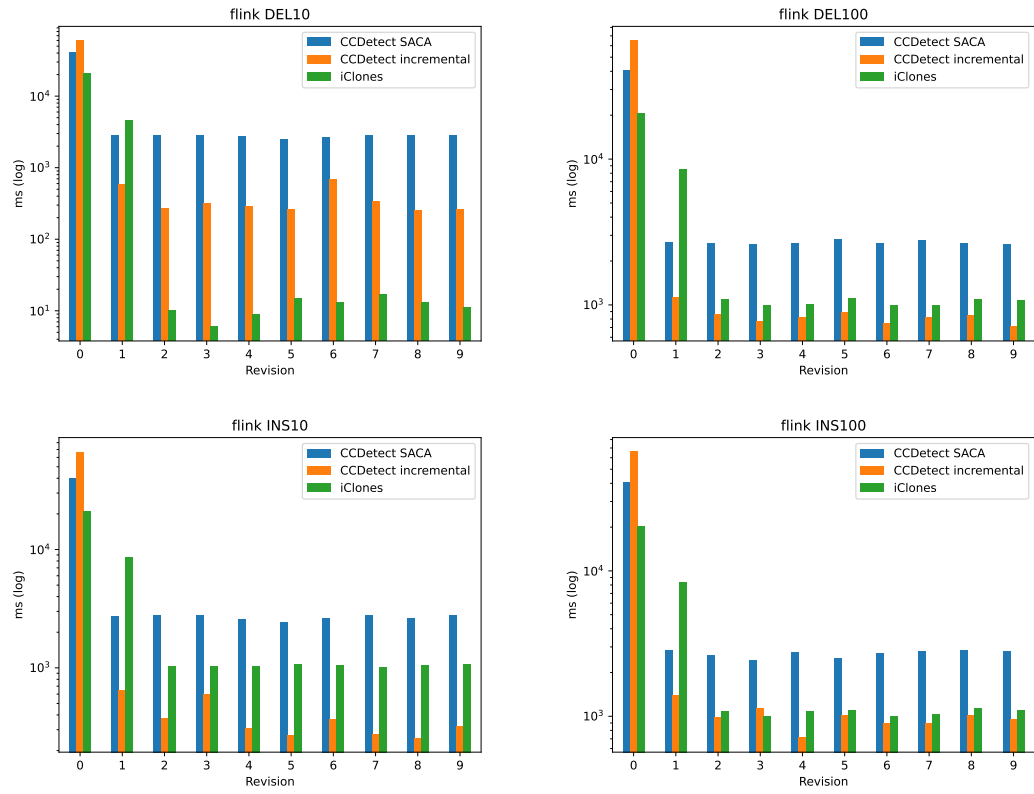 flink DEL10
CCDetect SACA
CCDetect incremental
iClones
ms (log)
10^4
10^3
10^2
10^1
0 1 2 3 4 5 6 7 8 9
Revision
flink DEL100
CCDetect SACA
CCDetect incremental
iClones
ms (log)
10^4
10^3
0 1 2 3 4 5 6 7 8 9
Revision
flink INS10
CCDetect SACA
CCDetect incremental
iClones
ms (log)
10^4
10^3
0 1 2 3 4 5 6 7 8 9
Revision
flink INS100
CCDetect SACA
CCDetect incremental
iClones
ms (log)
10^4
10^3
0 1 2 3 4 5 6 7 8 9
Revision